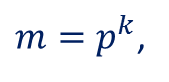 m = p^k,